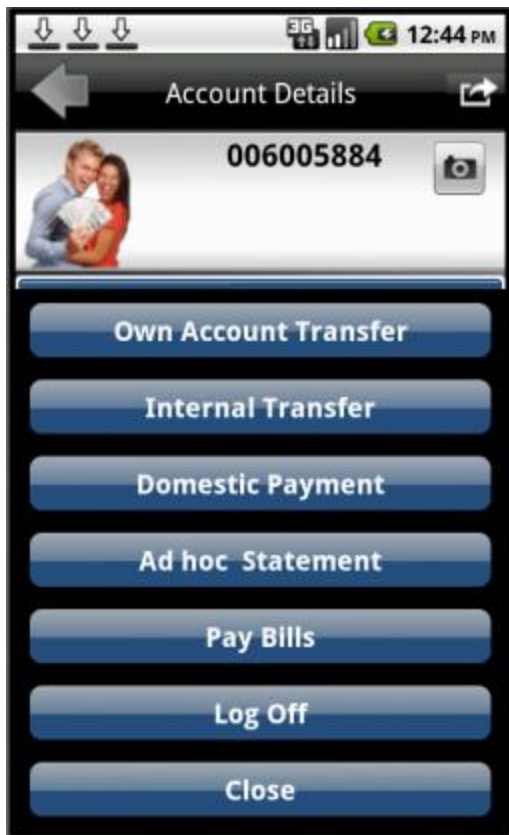 3G 12:44 PM
Account Details
006005884
Own Account Transfer
Internal Transfer
Domestic Payment
Ad hoc  Statement
Pay Bills
Log Off
Close